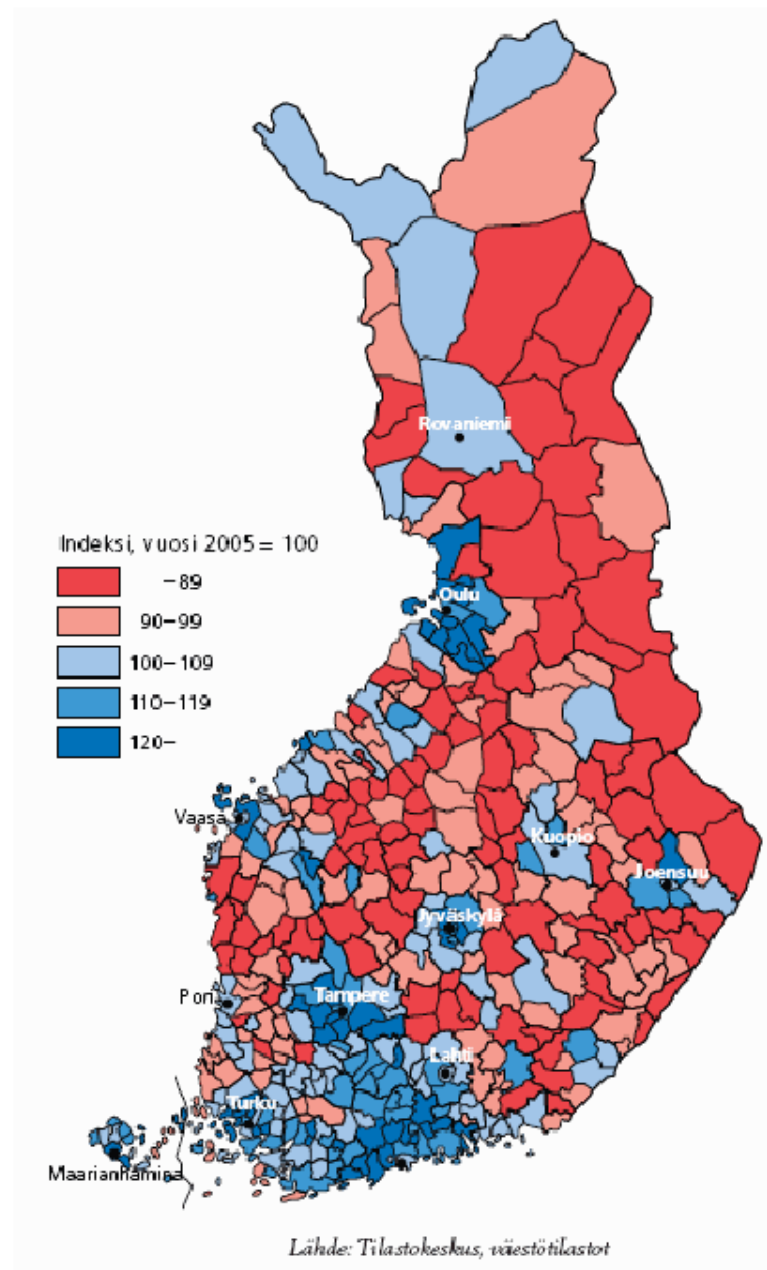 Rovaniemi
Indeksi, vuosi 2005 = 100
-89
90-99
100-109
110-119
120-
Oulu
Vaasa
Kuopio
Joensuu
Jyväskylä
Pori
Tampere
Lahti
Turku
Maarianhamina
Lähde: Tilastokeskus, väestötilastot